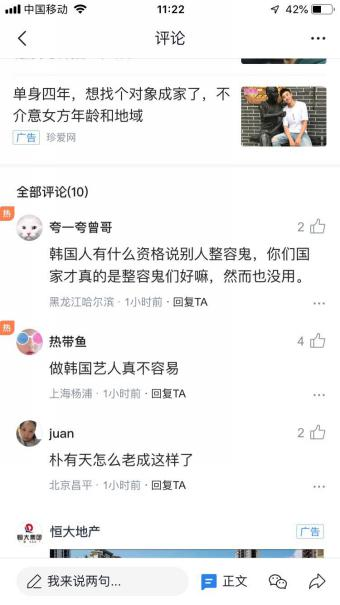 中国移动
11:22
42%
评论
单身四年，想找个对象成家了，不
介意女方年龄和地域
广告 珍爱网
全部评论(10)
热
夸一夸曾哥
2
韩国人有什么资格说别人整容鬼，你们国
家才真的是整容鬼们好嘛，然而也没用。
黑龙江哈尔滨 · 1小时前 · 回复TA
热
热带鱼
4
做韩国艺人真不容易
上海杨浦 · 1小时前 · 回复TA
juan
2
朴有天怎么老成这样了
北京昌平 · 1小时前 · 回复TA
恒大集团
恒大地产
广告
我来说两句...
正文